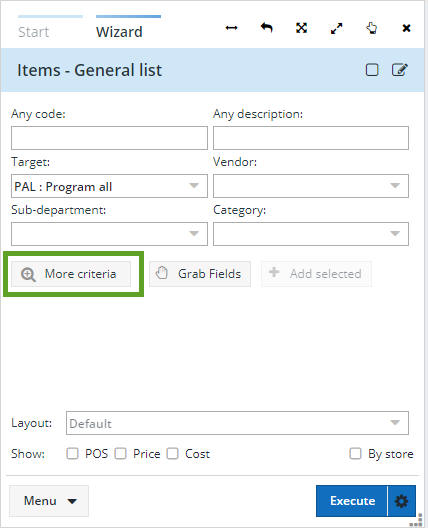 Start Wizard
Items - General list
Any code: Any description:
Target: Vendor:
PAL : Program all
Sub-department: Category:
More criteria Grab Fields Add selected
Layout: Default
Show: POS Price Cost By store
Menu Execute